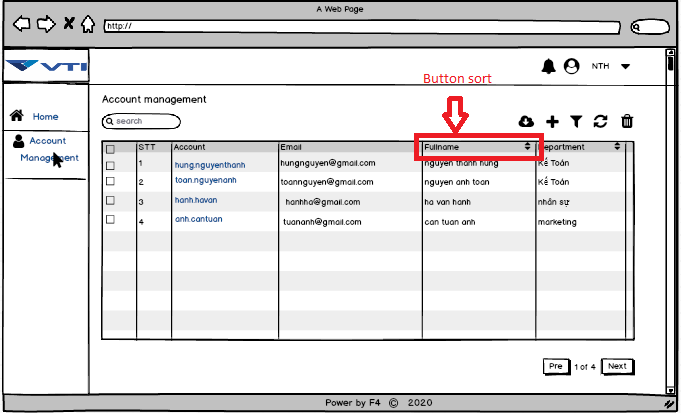 A Web Page
http://
VTI
NTH
Button sort
Home
Account
Management
Account management
search
STT Account Email Fullname Department
1 hung.nguyenthanh hungnguyen@gmail.com nguyen thanh hung Kế Toán
2 toan.nguyenanh toannguyen@gmail.com nguyen anh toan Kế Toán
3 hanh.havan hanhha@gmail.com ha van hanh nhân sự
4 anh.cantuan tuananh@gmail.com can tuan anh marketing
Pre 1 of 4 Next
Power by F4 © 2020